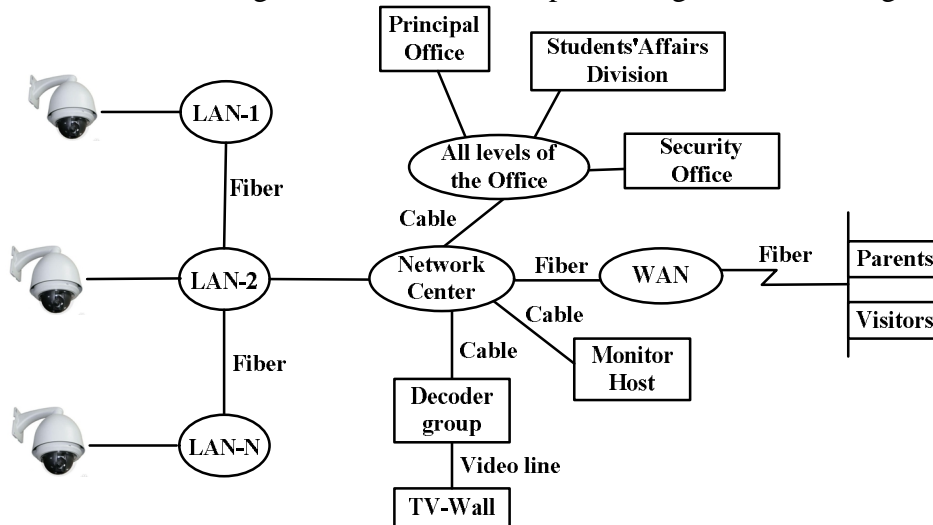 Principal
Office
Students'Affairs
Division
LAN-1
All levels of
the Office
Security
Office
Fiber
Cable
LAN-2
Network
Center
Fiber
WAN
Fiber
Parents
Visitors
Cable
Fiber
Cable
Monitor
Host
Decoder
group
LAN-N
Video line
TV-Wall